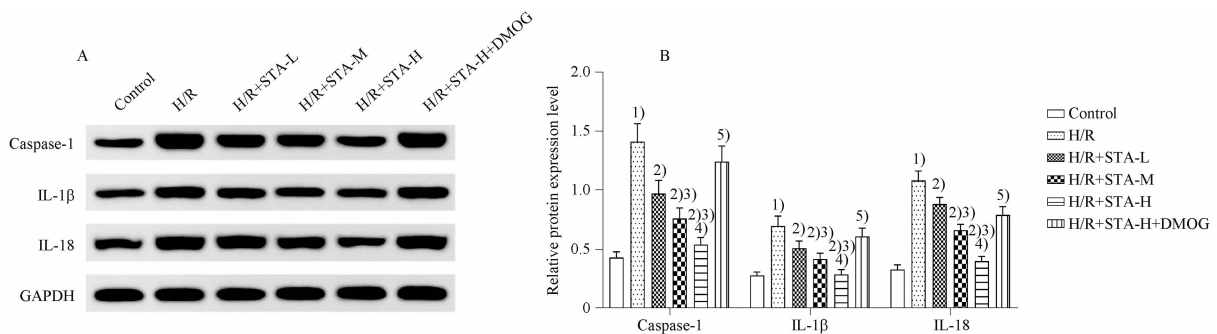 A
Control
H/R
H/R+STA-L
H/R+STA-M
H/R+STA-H
H/R+STA-H+DMOG
Caspase-1
IL-1β
IL-18
GAPDH
B
Relative protein expression level
2.0
1.5
1.0
0.5
0
1)
2)
2)3)
2)3)
4)
5)
1)
2)
2)3)
2)3)
4)
5)
1)
2)
2)3)
2)3)
4)
5)
Caspase-1
IL-1β
IL-18
Control
H/R
H/R+STA-L
H/R+STA-M
H/R+STA-H
H/R+STA-H+DMOG